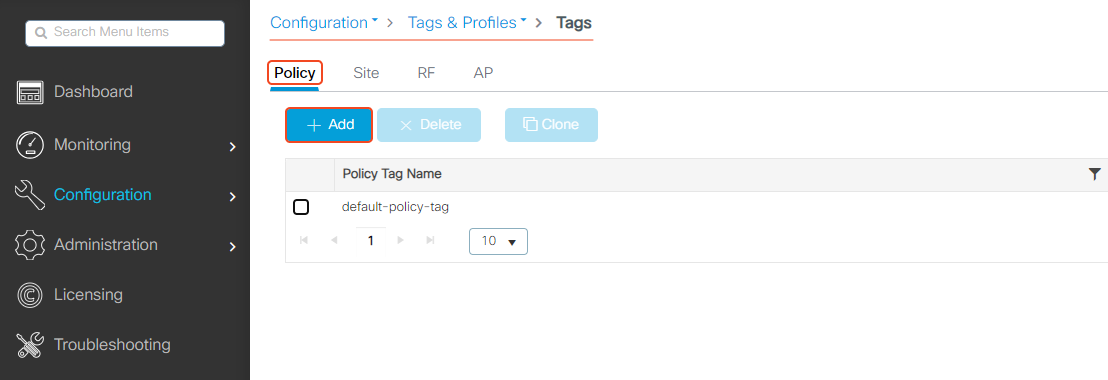 Search Menu Items
Dashboard
Monitoring
Configuration
Administration
Licensing
Troubleshooting
Configuration > Tags & Profiles > Tags
Policy Site RF AP
+ Add × Delete Clone
Policy Tag Name
default-policy-tag
1 10